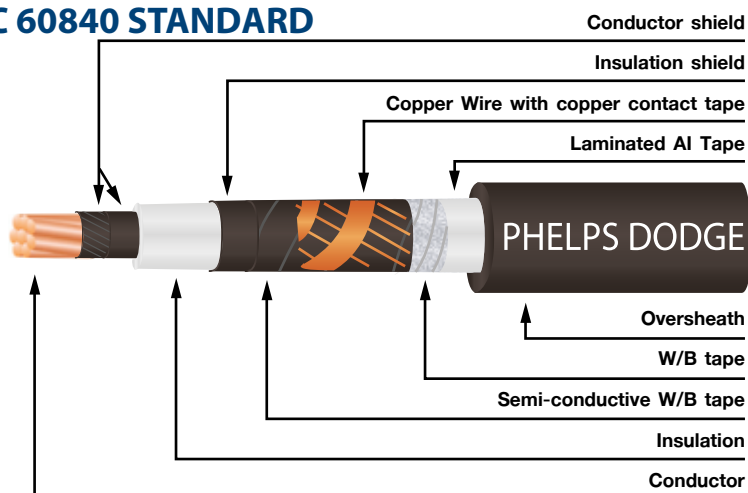 C 60840 STANDARD
Conductor shield
Insulation shield
Copper Wire with copper contact tape
Laminated Al Tape
PHELPS DODGE
Oversheath
W/B tape
Semi-conductive W/B tape
Insulation
Conductor